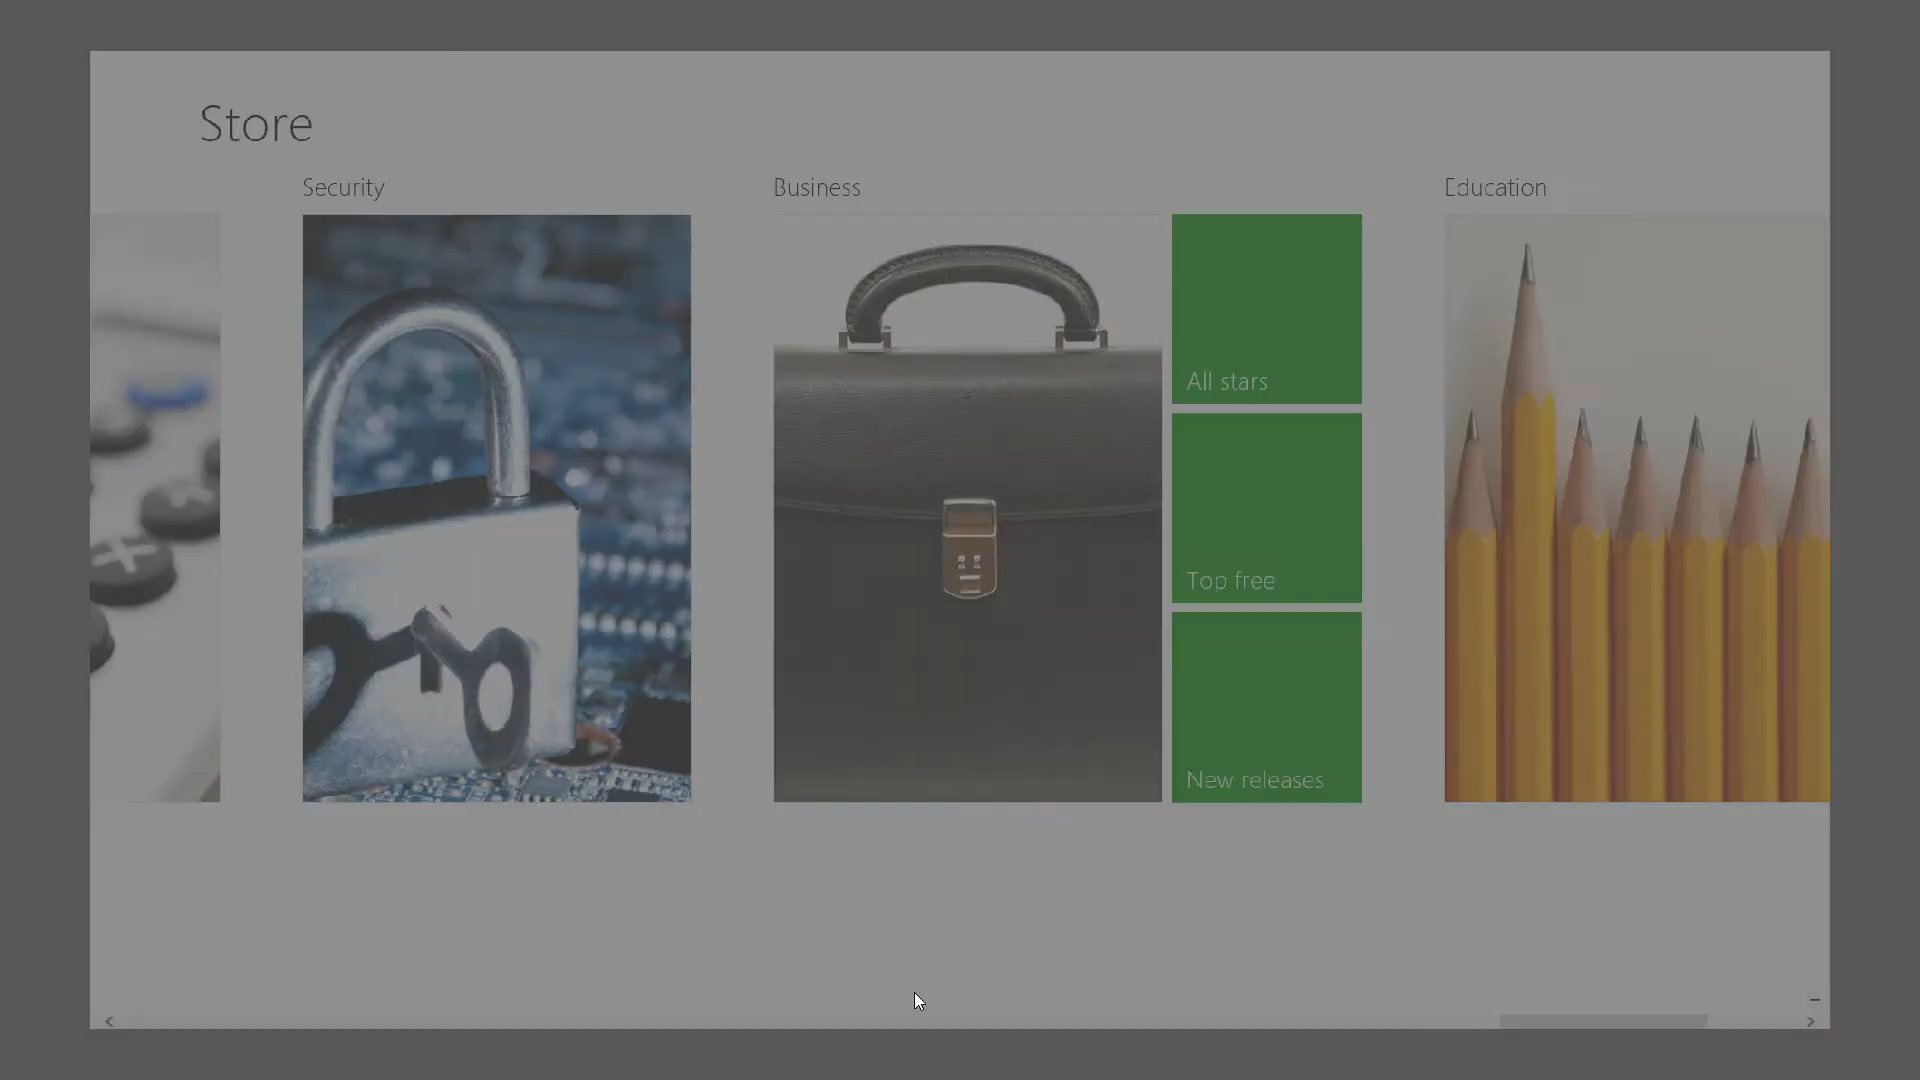 Store
Security
Business
Education
All stars
Top free
New releases